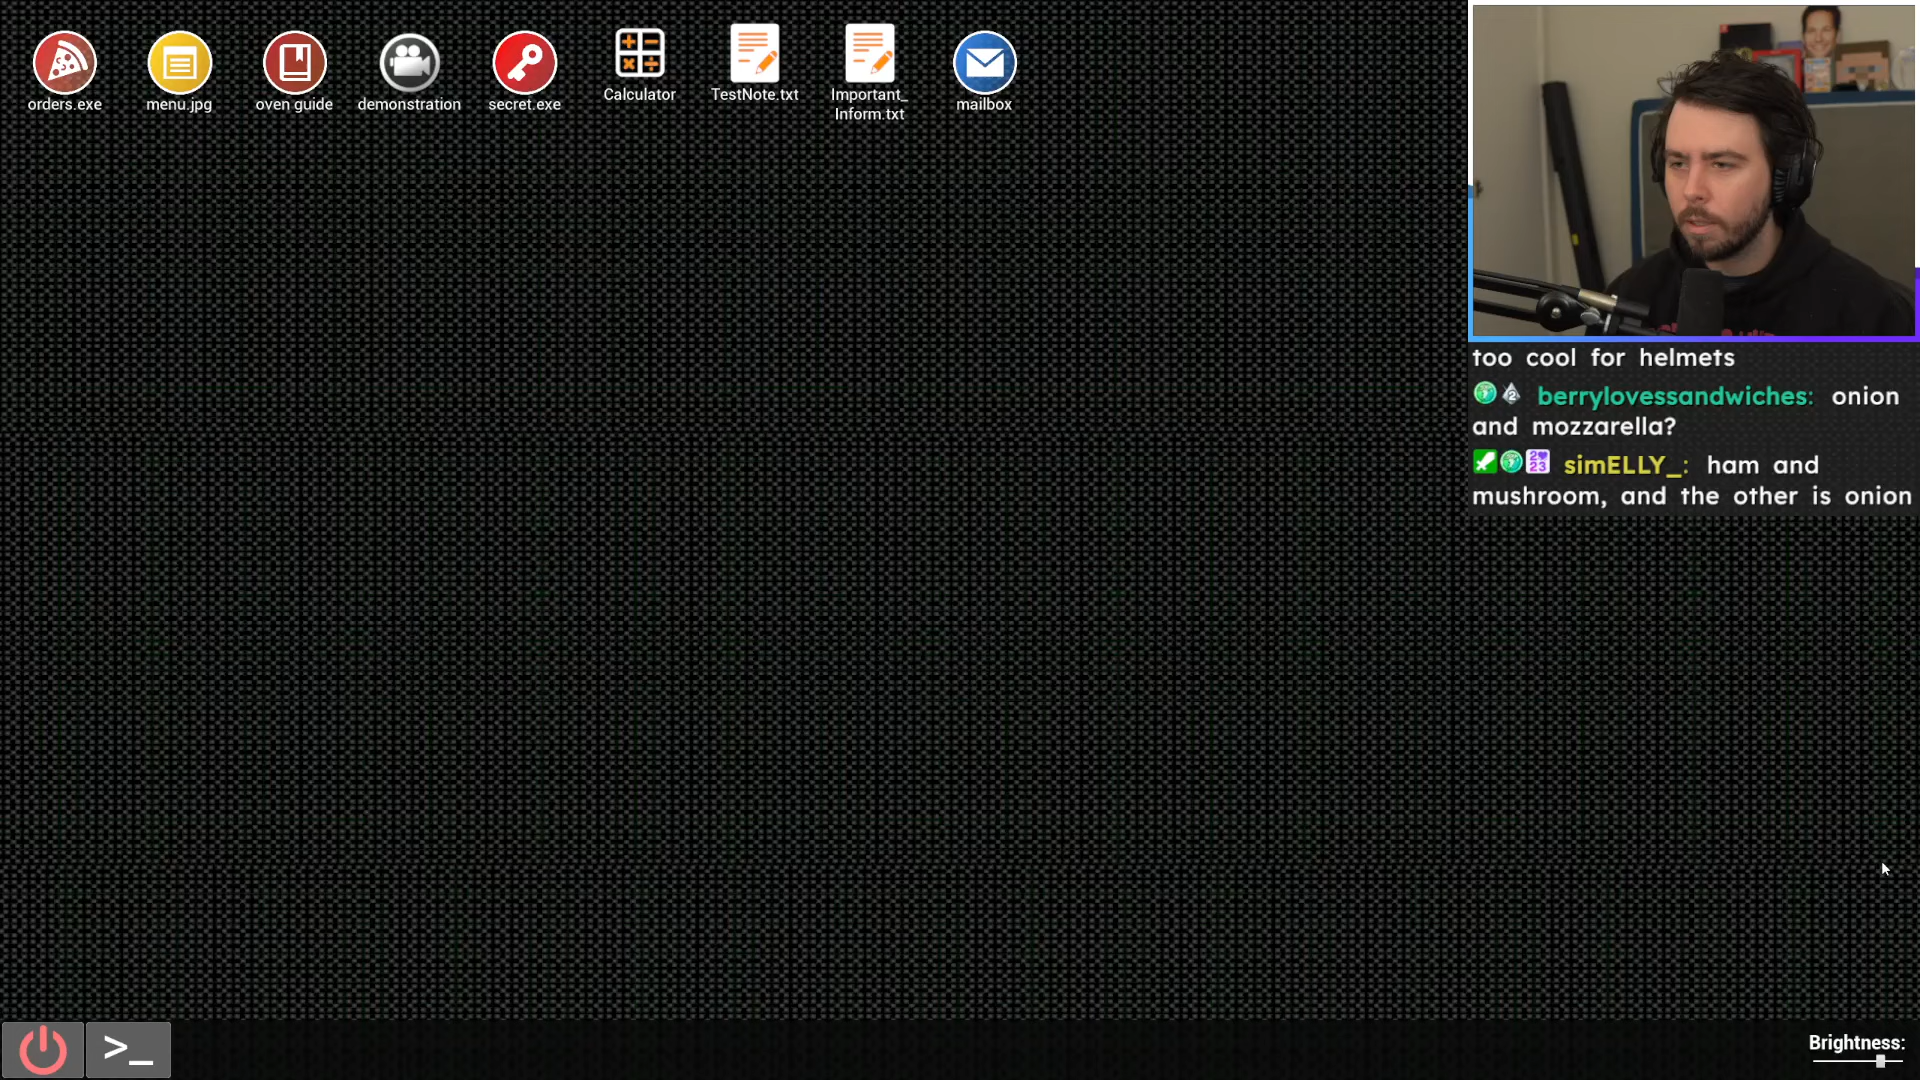 orders.exe
menu.jpg
oven guide
demonstration
secret.exe
Calculator
TestNote.txt
Important_
Inform.txt
mailbox
too cool for helmets
berrylovessandwiches: onion
and mozzarella?
simELLY_: ham and
mushroom, and the other is onion
>_
Brightness: